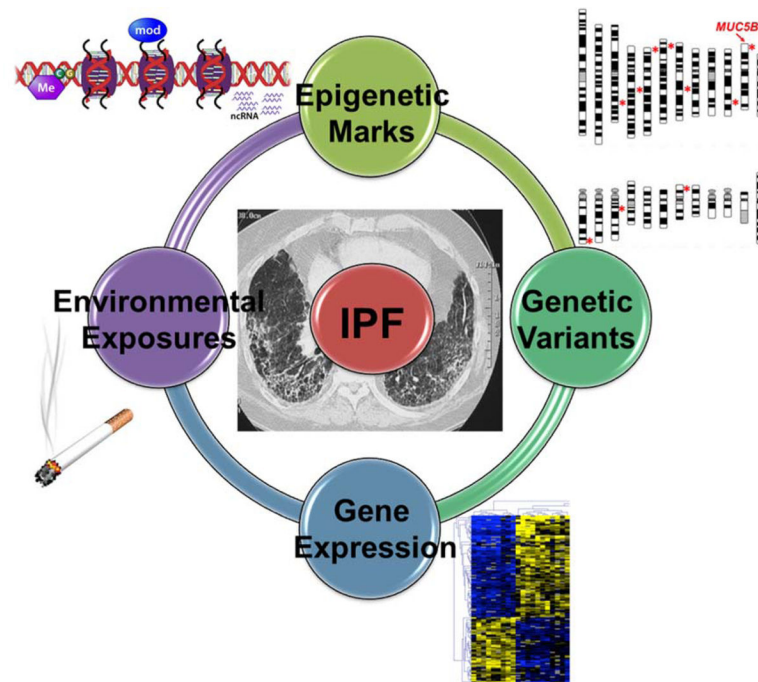 mod
Me
C
G
ncRNA
MUC5B
Epigenetic
Marks
Environmental
Exposures
IPF
Genetic
Variants
Gene
Expression